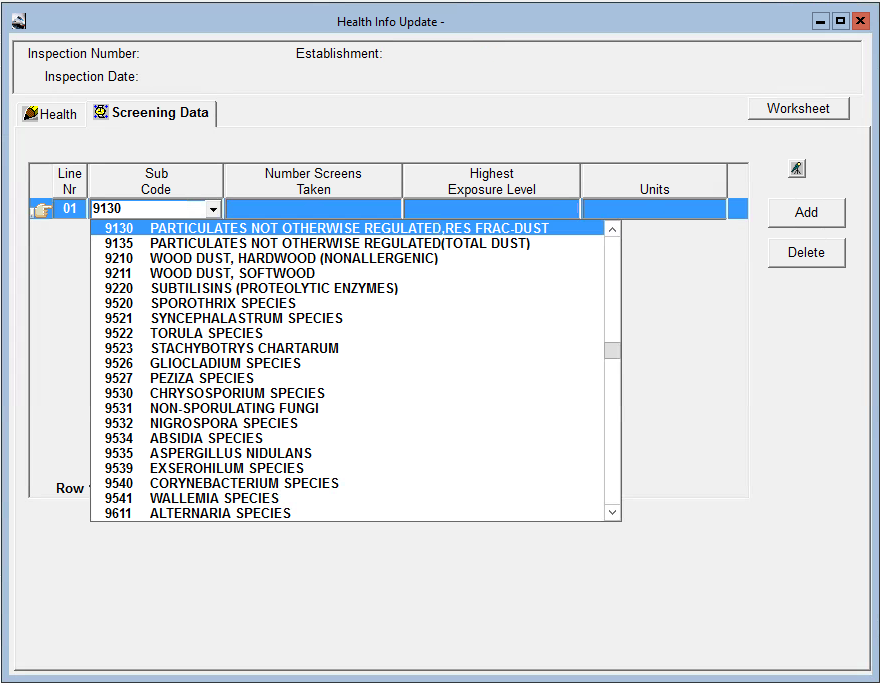 Health Info Update -
Inspection Number:
Establishment:
Inspection Date:
Health
Screening Data
Worksheet
Line Nr
Sub Code
Number Screens Taken
Highest Exposure Level
Units
01
9130
Add
Delete
9130 PARTICULATES NOT OTHERWISE REGULATED,RES FRAC-DUST
9135 PARTICULATES NOT OTHERWISE REGULATED(TOTAL DUST)
9210 WOOD DUST, HARDWOOD (NONALLERGENIC)
9211 WOOD DUST, SOFTWOOD
9220 SUBTILISINS (PROTEOLYTIC ENZYMES)
9520 SPOROTHRIX SPECIES
9521 SYNCEPHALASTRUM SPECIES
9522 TORULA SPECIES
9523 STACHYBOTRYS CHARTARUM
9526 GLIOCLADIUM SPECIES
9527 PEZIZA SPECIES
9530 CHRYSOSPORIUM SPECIES
9531 NON-SPORULATING FUNGI
9532 NIGROSPORA SPECIES
9534 ABSIDIA SPECIES
9535 ASPERGILLUS NIDULANS
9539 EXSEROHILUM SPECIES
9540 CORYNEBACTERIUM SPECIES
9541 WALLEMIA SPECIES
9611 ALTERNARIA SPECIES
Row